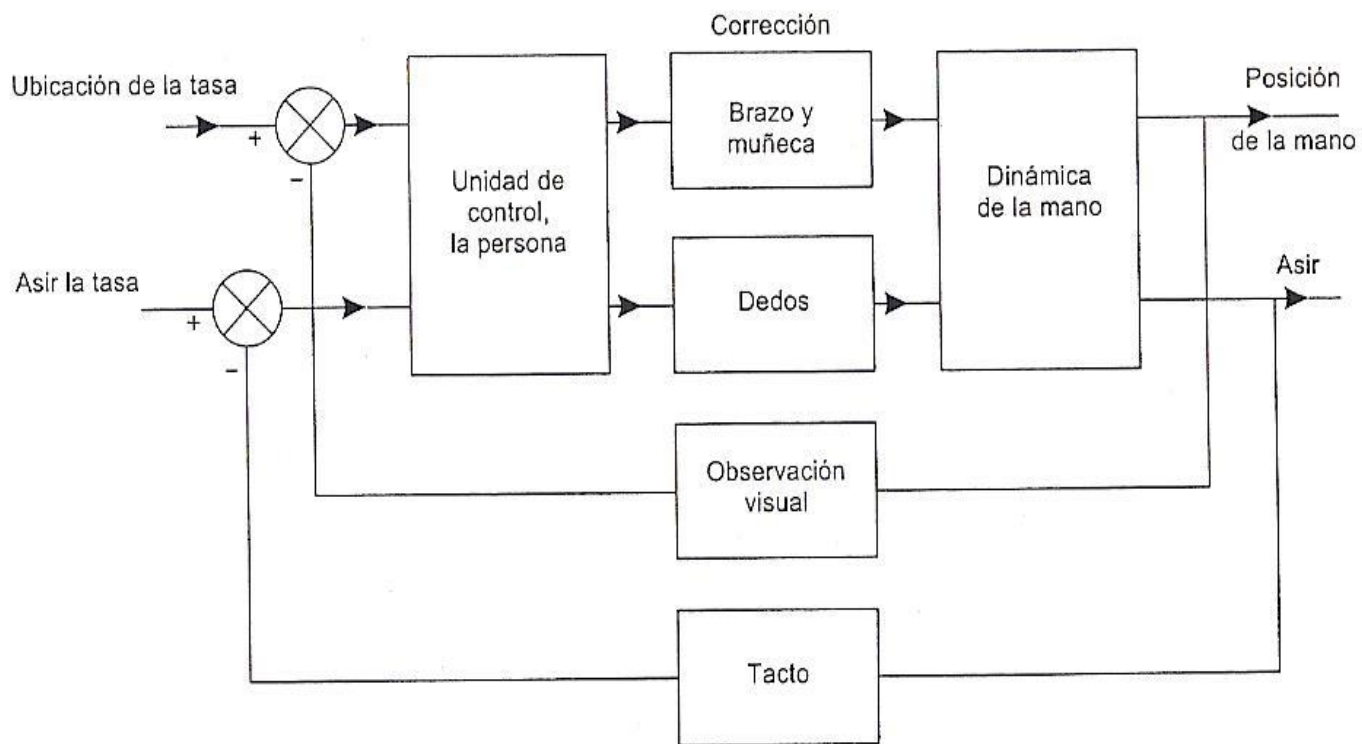 Corrección
Ubicación de la tasa
Brazo y
muñeca
Posición
de la mano
+
−
Unidad de
control,
la persona
Dinámica
de la mano
Asir la tasa
Dedos
Asir
+
−
Observación
visual
Tacto